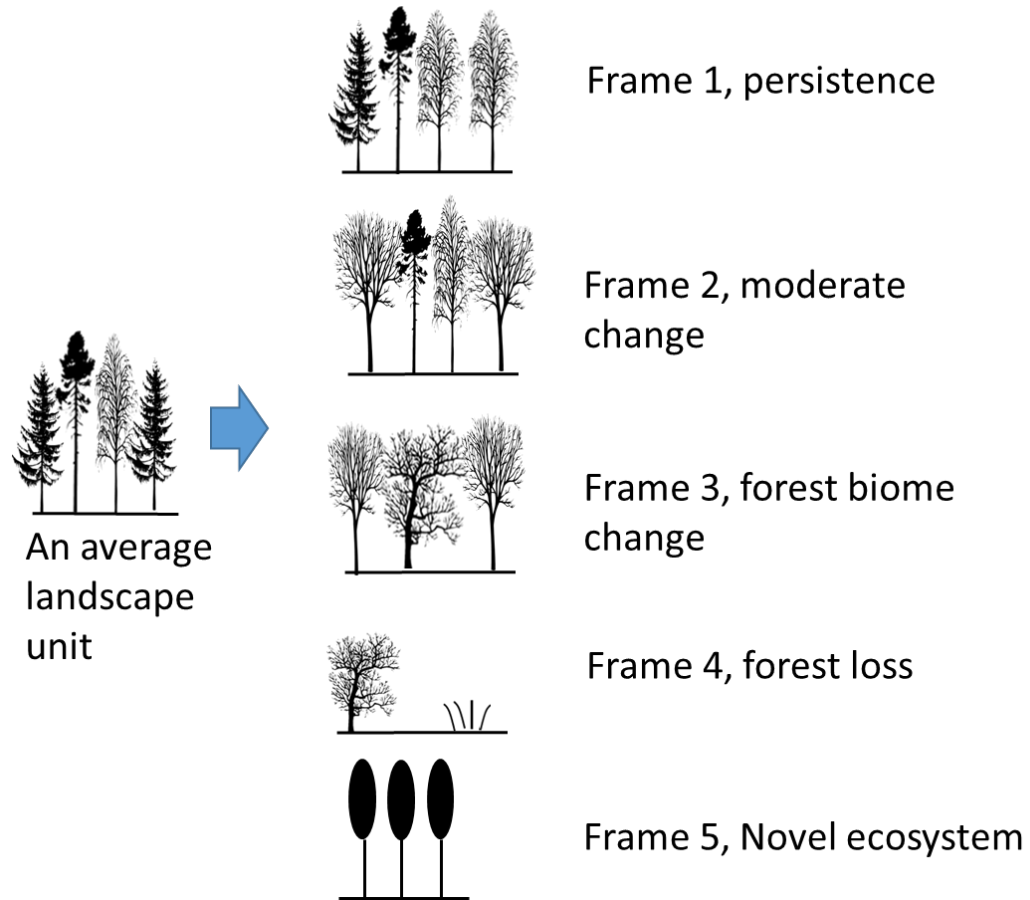 Frame 1, persistence
Frame 2, moderate
change
An average
landscape
unit
Frame 3, forest biome
change
Frame 4, forest loss
Frame 5, Novel ecosystem